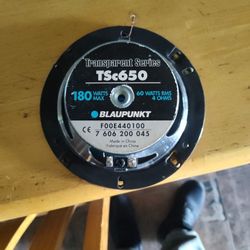 Transparent Series
TSc650
180 WATTS MAX
60 WATTS RMS
4 OHMS
BLAUPUNKT
F00E440100
CE 7 606 200 045
Made in China
Fabriqué en Chine